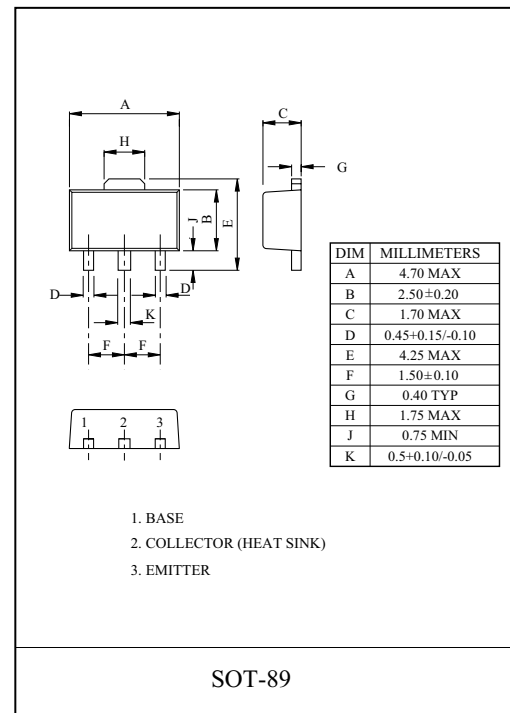 A
H
C
G
J
B
E
D
D
K
F
F
DIM MILLIMETERS
A 4.70 MAX
B 2.50±0.20
C 1.70 MAX
D 0.45+0.15/-0.10
E 4.25 MAX
F 1.50±0.10
G 0.40 TYP
H 1.75 MAX
J 0.75 MIN
K 0.5+0.10/-0.05
1 2 3
1. BASE
2. COLLECTOR (HEAT SINK)
3. EMITTER
SOT-89